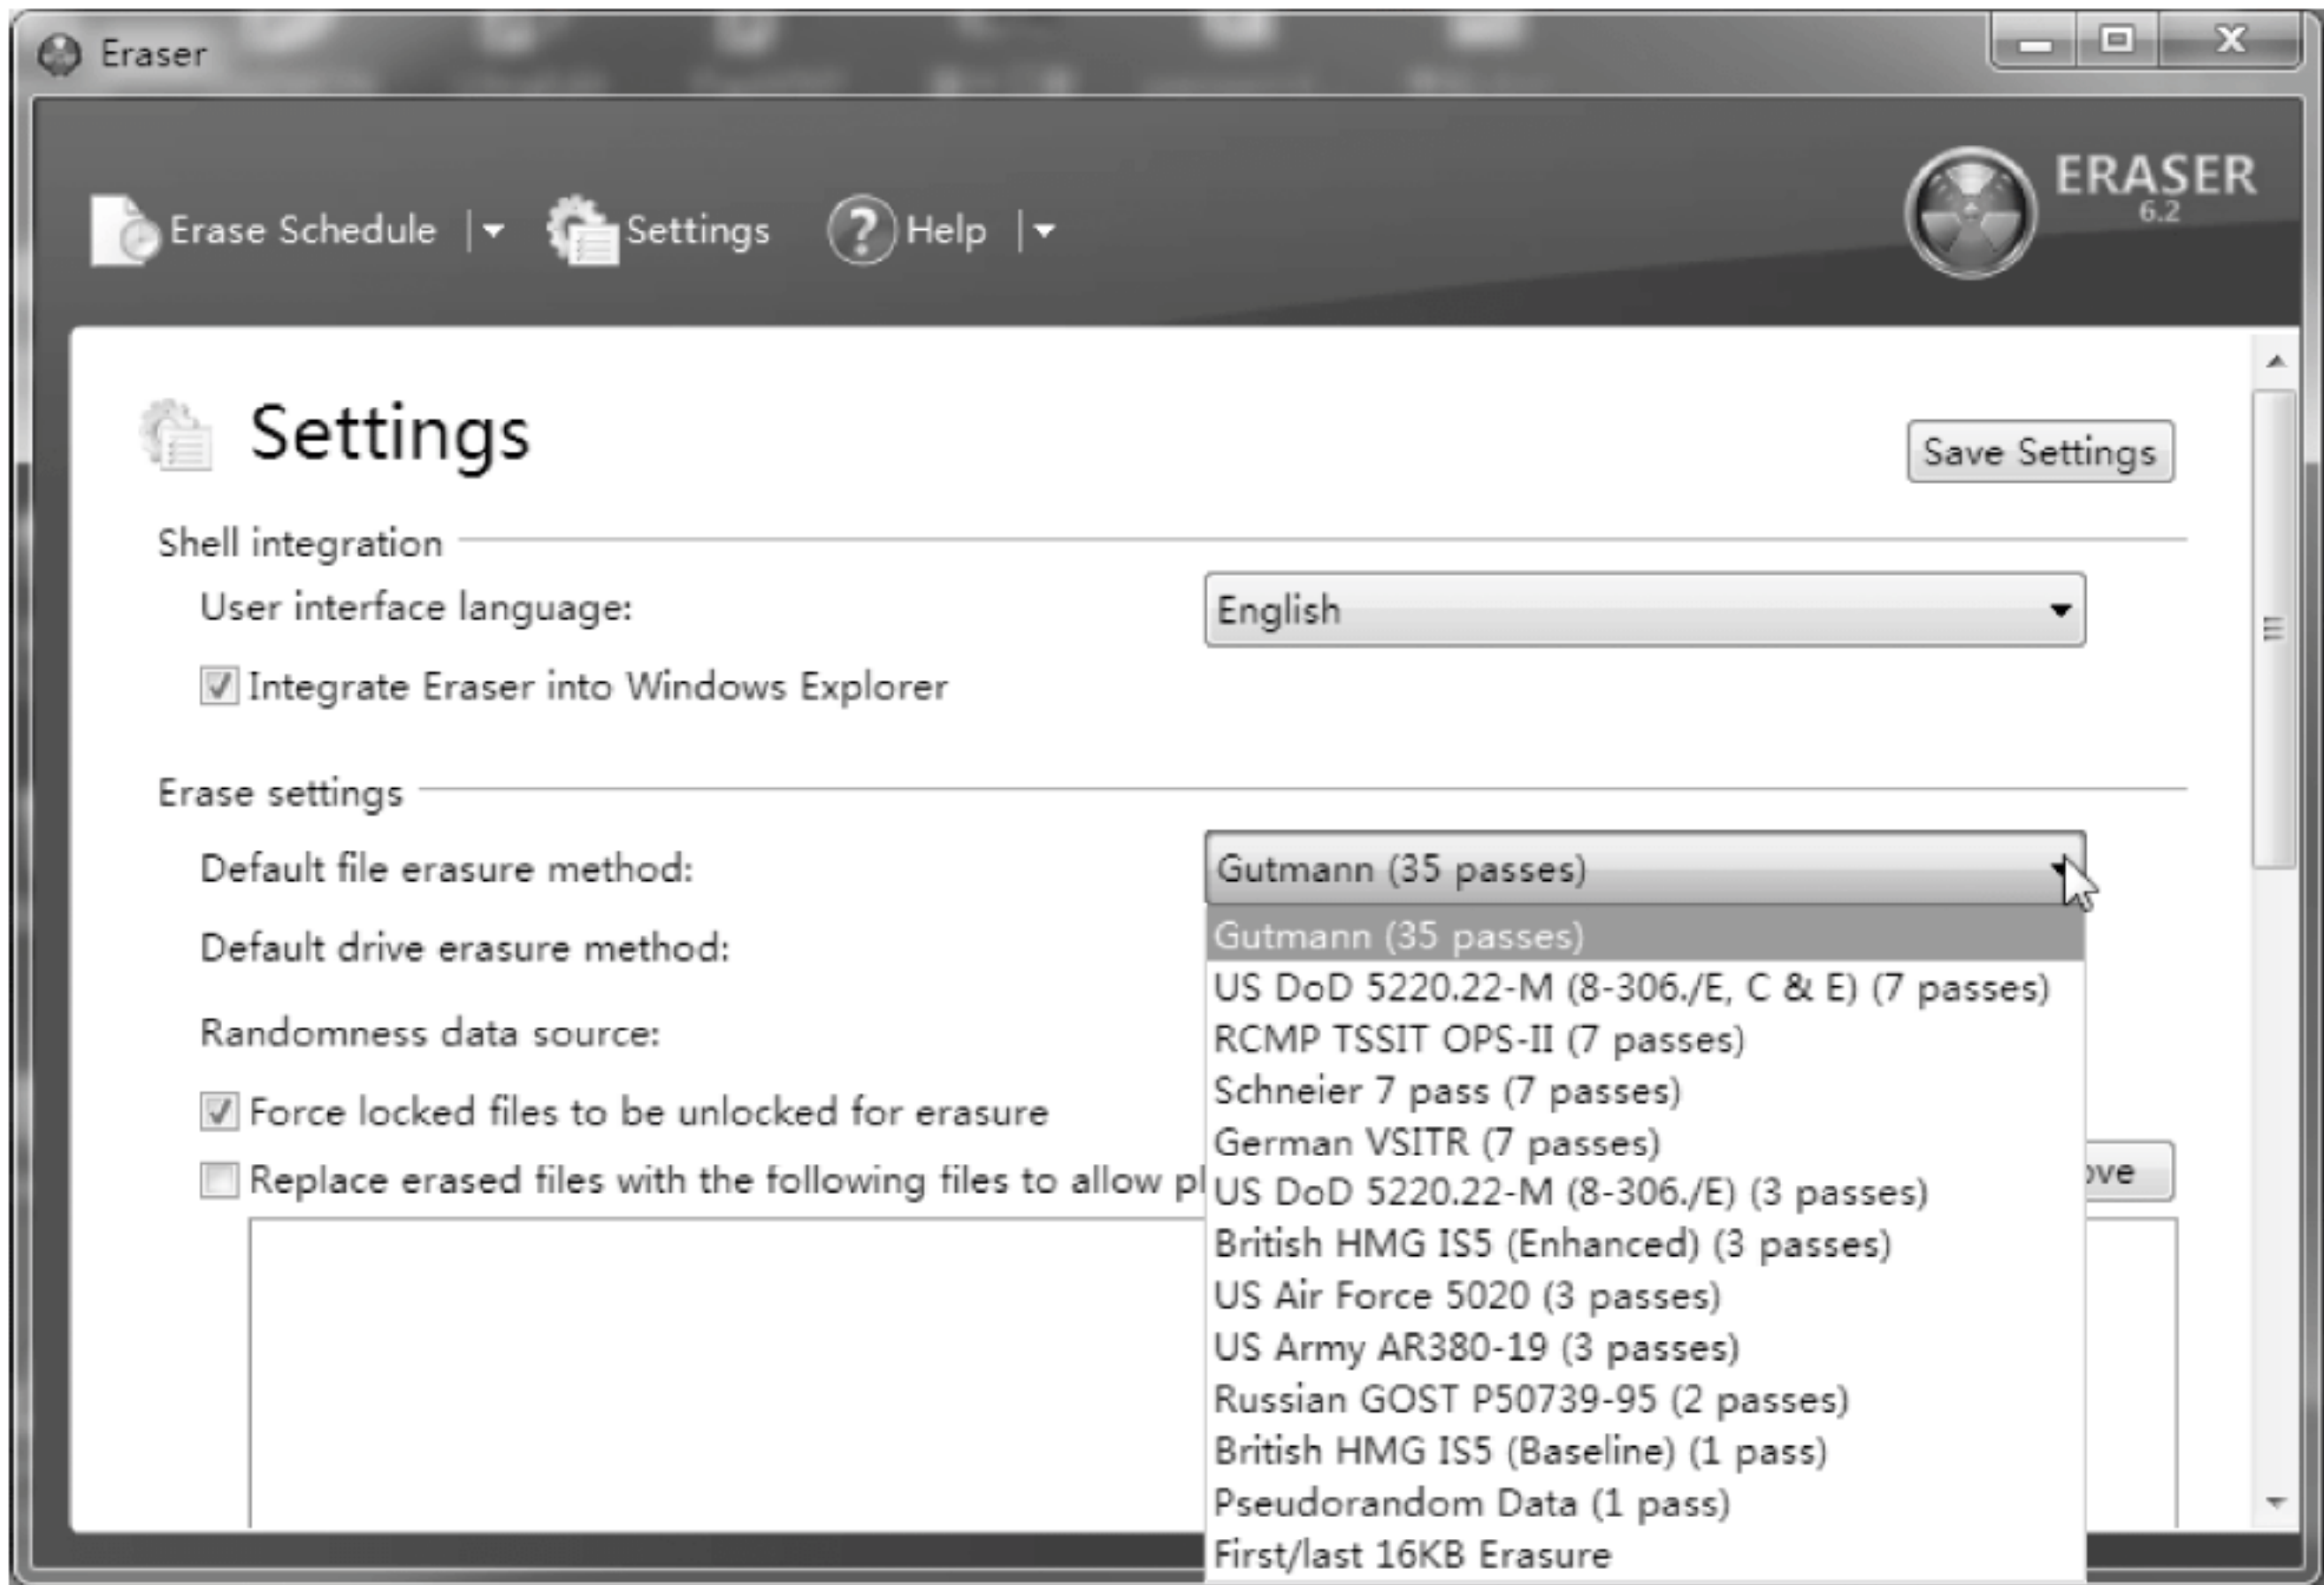 Eraser
ERASER
6.2
Erase Schedule
Settings
Help
Settings
Save Settings
Shell integration
User interface language:
English
Integrate Eraser into Windows Explorer
Erase settings
Default file erasure method:
Gutmann (35 passes)
Default drive erasure method:
Randomness data source:
Force locked files to be unlocked for erasure
Replace erased files with the following files to allow
Gutmann (35 passes)
US DoD 5220.22-M (8-306./E, C & E) (7 passes)
RCMP TSSIT OPS-II (7 passes)
Schneier 7 pass (7 passes)
German VSITR (7 passes)
US DoD 5220.22-M (8-306./E) (3 passes)
British HMG IS5 (Enhanced) (3 passes)
US Air Force 5020 (3 passes)
US Army AR380-19 (3 passes)
Russian GOST P50739-95 (2 passes)
British HMG IS5 (Baseline) (1 pass)
Pseudorandom Data (1 pass)
First/last 16KB Erasure